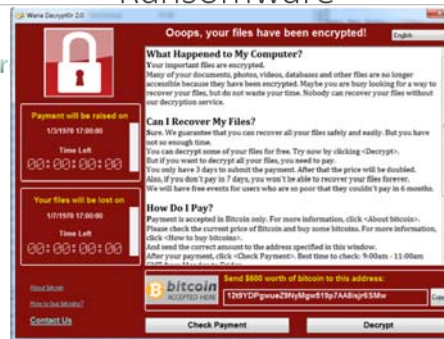 Ransomware
Wana Decrypt0r 2.0
Ooops, your files have been encrypted!
English
What Happened to My Computer?
Your important files are encrypted.
Many of your documents, photos, videos, databases and other files are no longer
accessible because they have been encrypted. Maybe you are busy looking for a way to
recover your files, but do not waste your time. Nobody can recover your files without
our decryption service.
Can I Recover My Files?
Sure. We guarantee that you can recover all your files safely and easily. But you have
not so enough time.
You can decrypt some of your files for free. Try now by clicking <Decrypt>.
But if you want to decrypt all your files, you need to pay.
You only have 3 days to submit the payment. After that the price will be doubled.
Also, if you don't pay in 7 days, you won't be able to recover your files forever.
We will have free events for users who are so poor that they couldn't pay in 6 months.
How Do I Pay?
Payment is accepted in Bitcoin only. For more information, click <About bitcoin>.
Please check the current price of Bitcoin and buy some bitcoins. For more information,
click <How to buy bitcoins>.
And send the correct amount to the address specified in this window.
After your payment, click <Check Payment>. Best time to check: 9:00am - 11:00am
GMT from Monday to Friday.
Payment will be raised on
1/3/1970 17:00:00
Time Left
00:00:00:00
Your files will be lost on
1/7/1970 17:00:00
Time Left
00:00:00:00
About bitcoin
How to buy bitcoins?
Contact Us
bitcoin
ACCEPTED HERE
Send $600 worth of bitcoin to this address:
12t9YDPgwueZ9NyMgw519p7AA8isjr6SMw
Copy
Check Payment
Decrypt